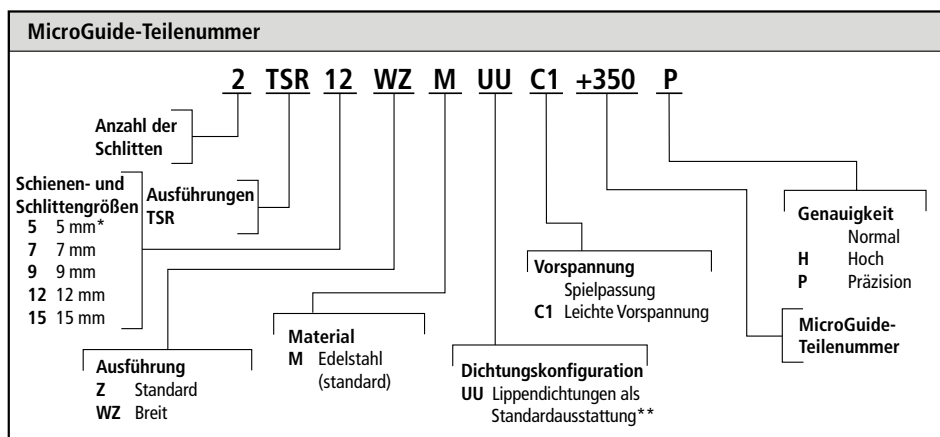 MicroGuide-Teilenummer
2 TSR 12 WZ M UU C1 +350 P
Anzahl der
Schlitten
Schienen- und
Schlittengrößen
5 5 mm*
7 7 mm
9 9 mm
12 12 mm
15 15 mm
Ausführungen
TSR
Ausführung
Z Standard
WZ Breit
Material
M Edelstahl
(standard)
Dichtungskonfiguration
UU Lippendichtungen als
Standardausstattung**
Vorspannung
Spielpassung
C1 Leichte Vorspannung
Genauigkeit
Normal
H Hoch
P Präzision
MicroGuide-
Teilenummer